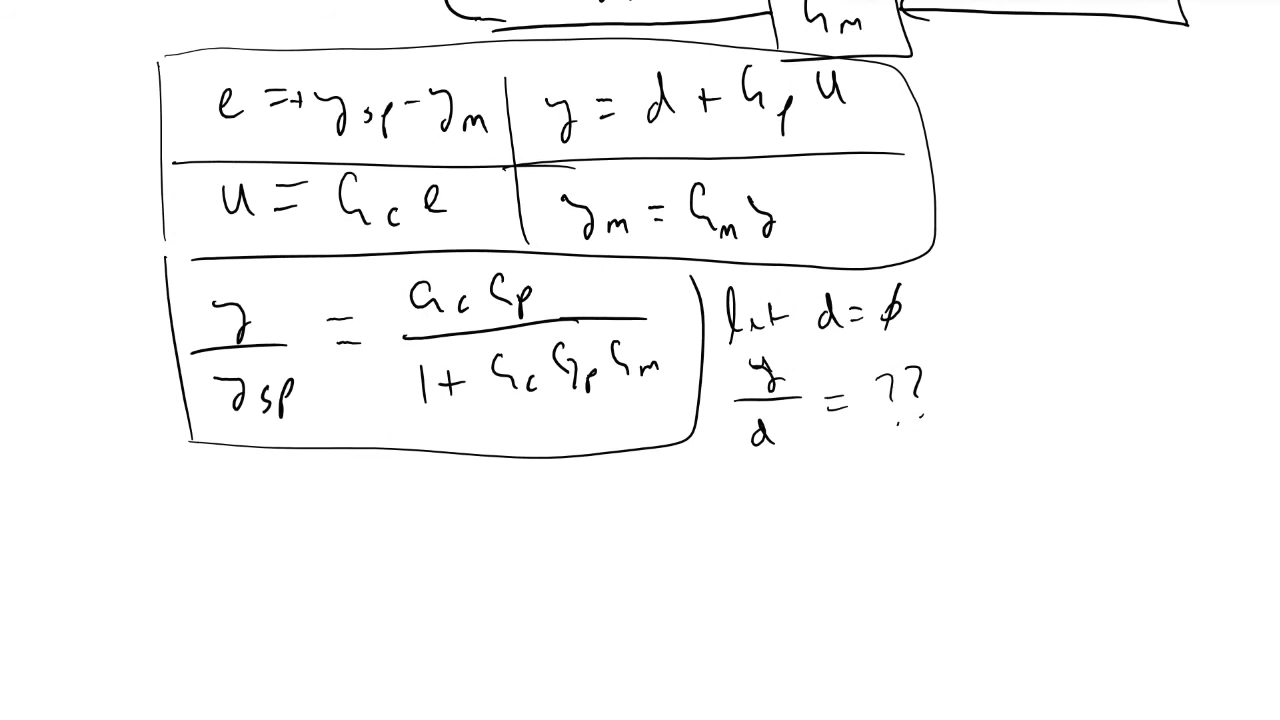 G_m
e = + y_sp - y_m | y = d + G_p u
u = G_c e | y_m = G_m y
y / y_sp = G_c G_p / (1 + G_c G_p G_m)
let d = ϕ
y / d = ??